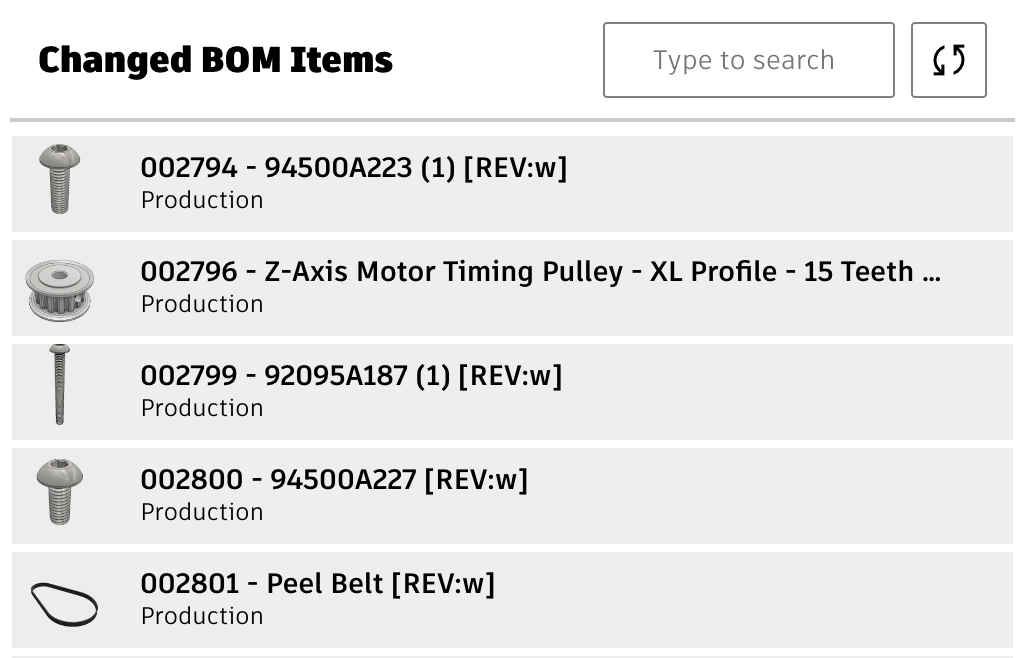 Changed BOM Items
Type to search
002794 - 94500A223 (1) [REV:w]
Production
002796 - Z-Axis Motor Timing Pulley - XL Profile - 15 Teeth ...
Production
002799 - 92095A187 (1) [REV:w]
Production
002800 - 94500A227 [REV:w]
Production
002801 - Peel Belt [REV:w]
Production